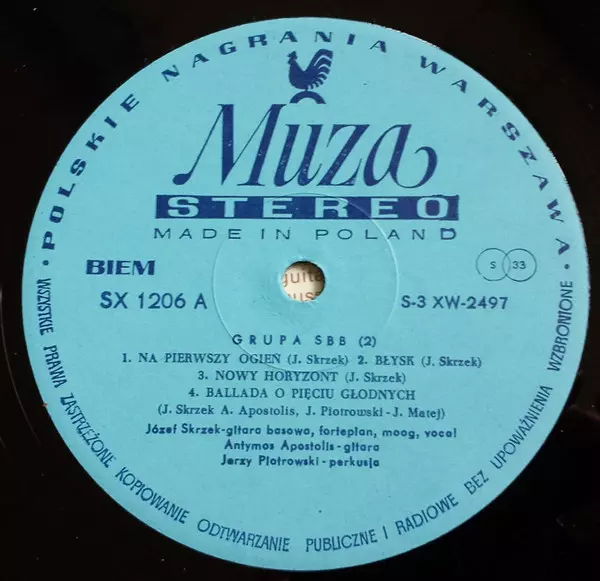 POLSKIE NAGRANIA WARSZAWA
Muza
STEREO
MADE IN POLAND
BIEM
S 33
SX 1206 A
S-3 XW-2497
GRUPA SBB (2)
1. NA PIERWSZY OGIEŃ (J. Skrzek) 2. BŁYSK (J. Skrzek)
3. NOWY HORYZONT (J. Skrzek)
4. BALLADA O PIĘCIU GŁODNYCH
(J. Skrzek A. Apostolis, J. Piotrowski - J. Matej)
Józef Skrzek-gitara basowa, fortepian, moog, vocal
Antymos Apostolis - gitara
Jerzy Piotrowski - perkusja
WSZYSTKIE PRAWA ZASTRZEŻONE KOPIOWANIE ODTWARZANIE PUBLICZNE I RADIOWE BEZ UPOWAŻNIENIA WZBRONIONE